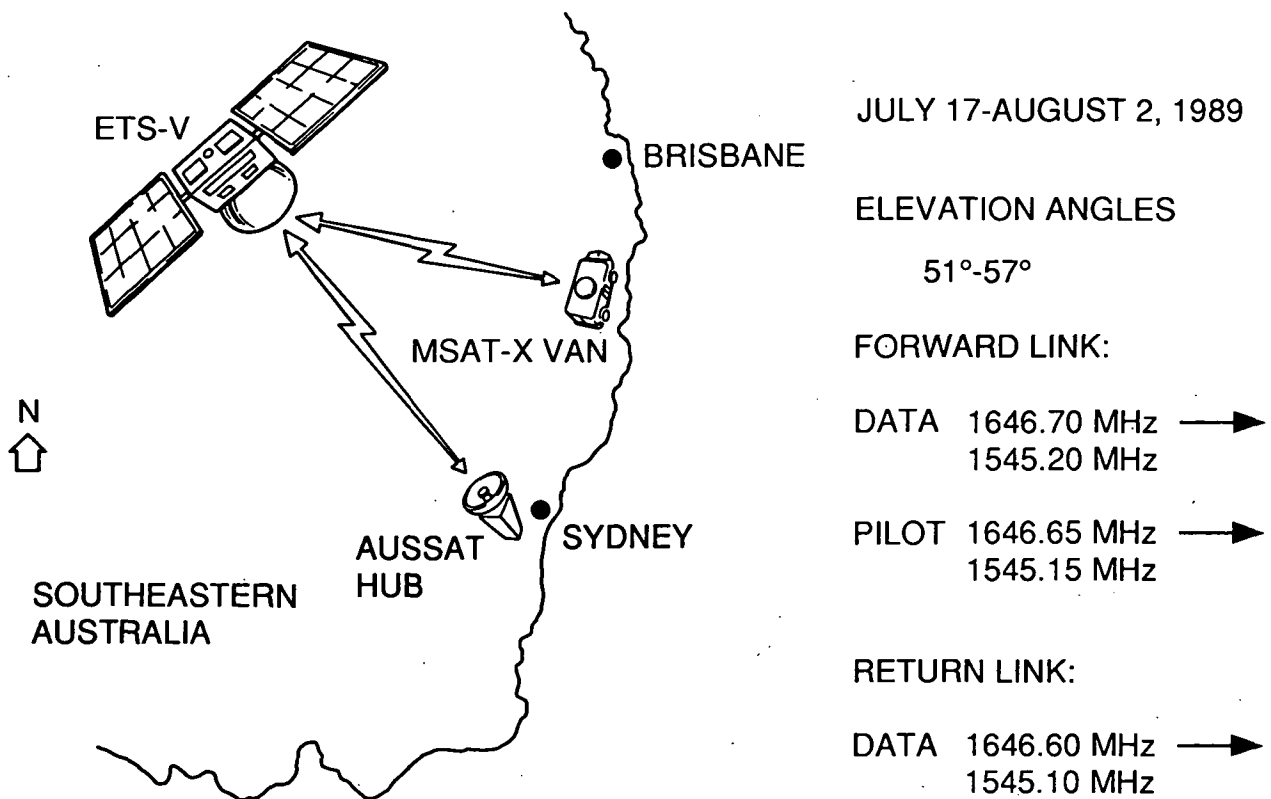 ETS-V
BRISBANE
MSAT-X VAN
N
AUSSAT
HUB
SYDNEY
SOUTHEASTERN
AUSTRALIA
JULY 17-AUGUST 2, 1989
ELEVATION ANGLES
51°-57°
FORWARD LINK:
DATA 1646.70 MHz
1545.20 MHz
PILOT 1646.65 MHz
1545.15 MHz
RETURN LINK:
DATA 1646.60 MHz
1545.10 MHz